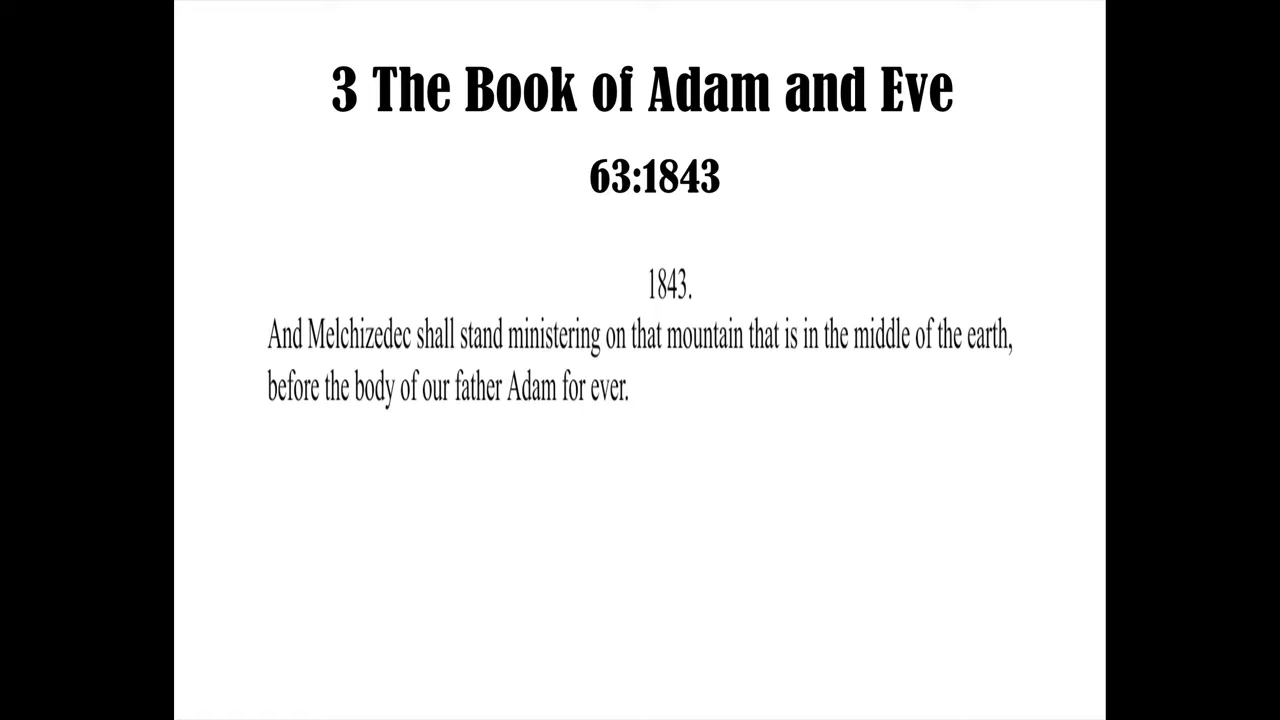 3 The Book of Adam and Eve
63:1843
1843.
And Melchizedec shall stand ministering on that mountain that is in the middle of the earth,
before the body of our father Adam for ever.